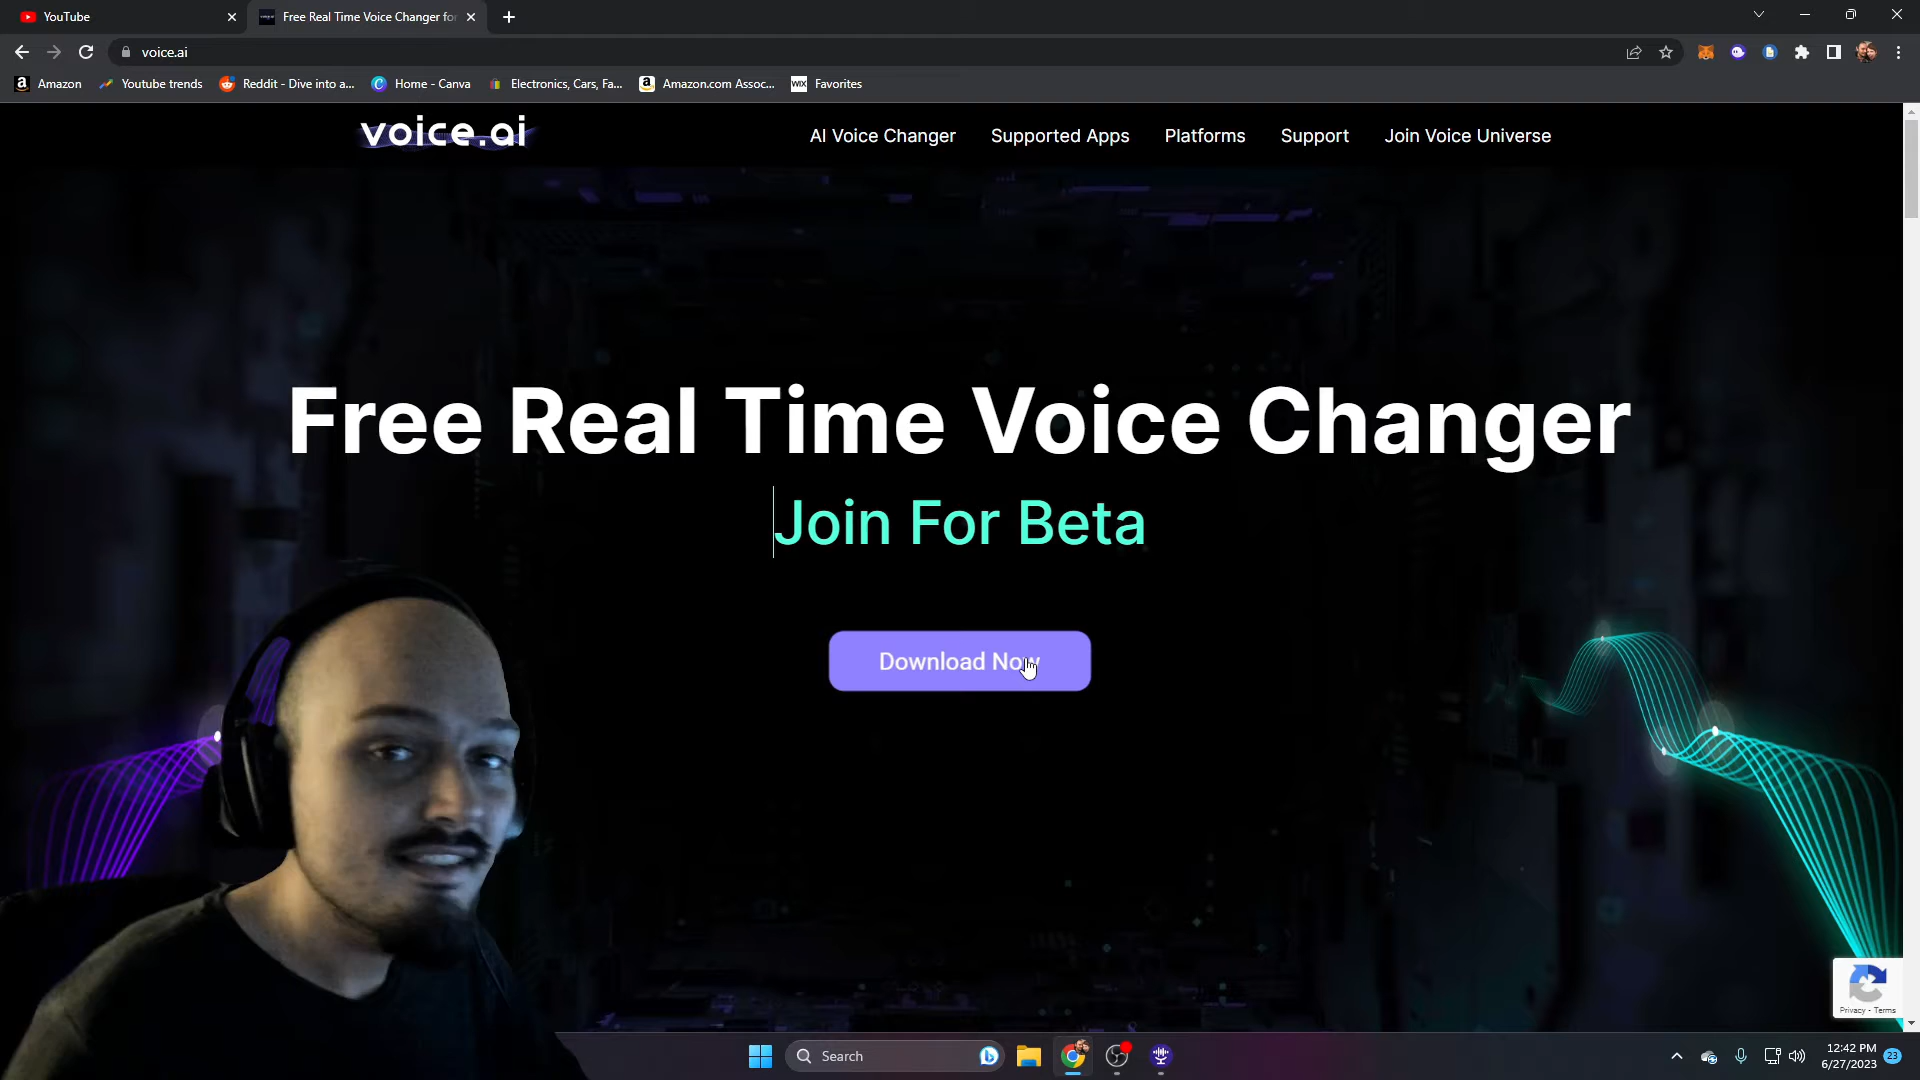 YouTube
Free Real Time Voice Changer for
voice.ai
Amazon
Youtube trends
Reddit - Dive into a...
Home - Canva
Electronics, Cars, Fa...
Amazon.com Assoc...
WIX
Favorites
voice.ai
AI Voice Changer
Supported Apps
Platforms
Support
Join Voice Universe
Free Real Time Voice Changer
Join For Beta
Download Now
Privacy - Terms
Search
12:42 PM
6/27/2023
23